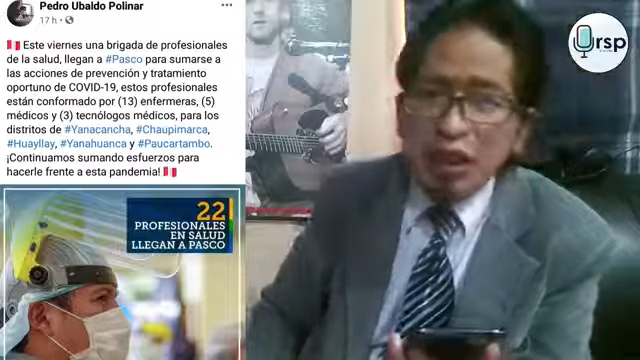 Pedro Ubaldo Polinar
17 h
Este viernes una brigada de profesionales
de la salud, llegan a #Pasco para sumarse a
las acciones de prevención y tratamiento
oportuno de COVID-19, estos profesionales
están conformado por (13) enfermeras, (5)
médicos y (3) tecnólogos médicos, para los
distritos de #Yanacancha, #Chaupimarca,
#Huayllay, #Yanahuanca y #Paucartambo.
¡Continuamos sumando esfuerzos para
hacerle frente a esta pandemia!
22
PROFESIONALES
EN SALUD
LLEGAN A PASCO
rsp